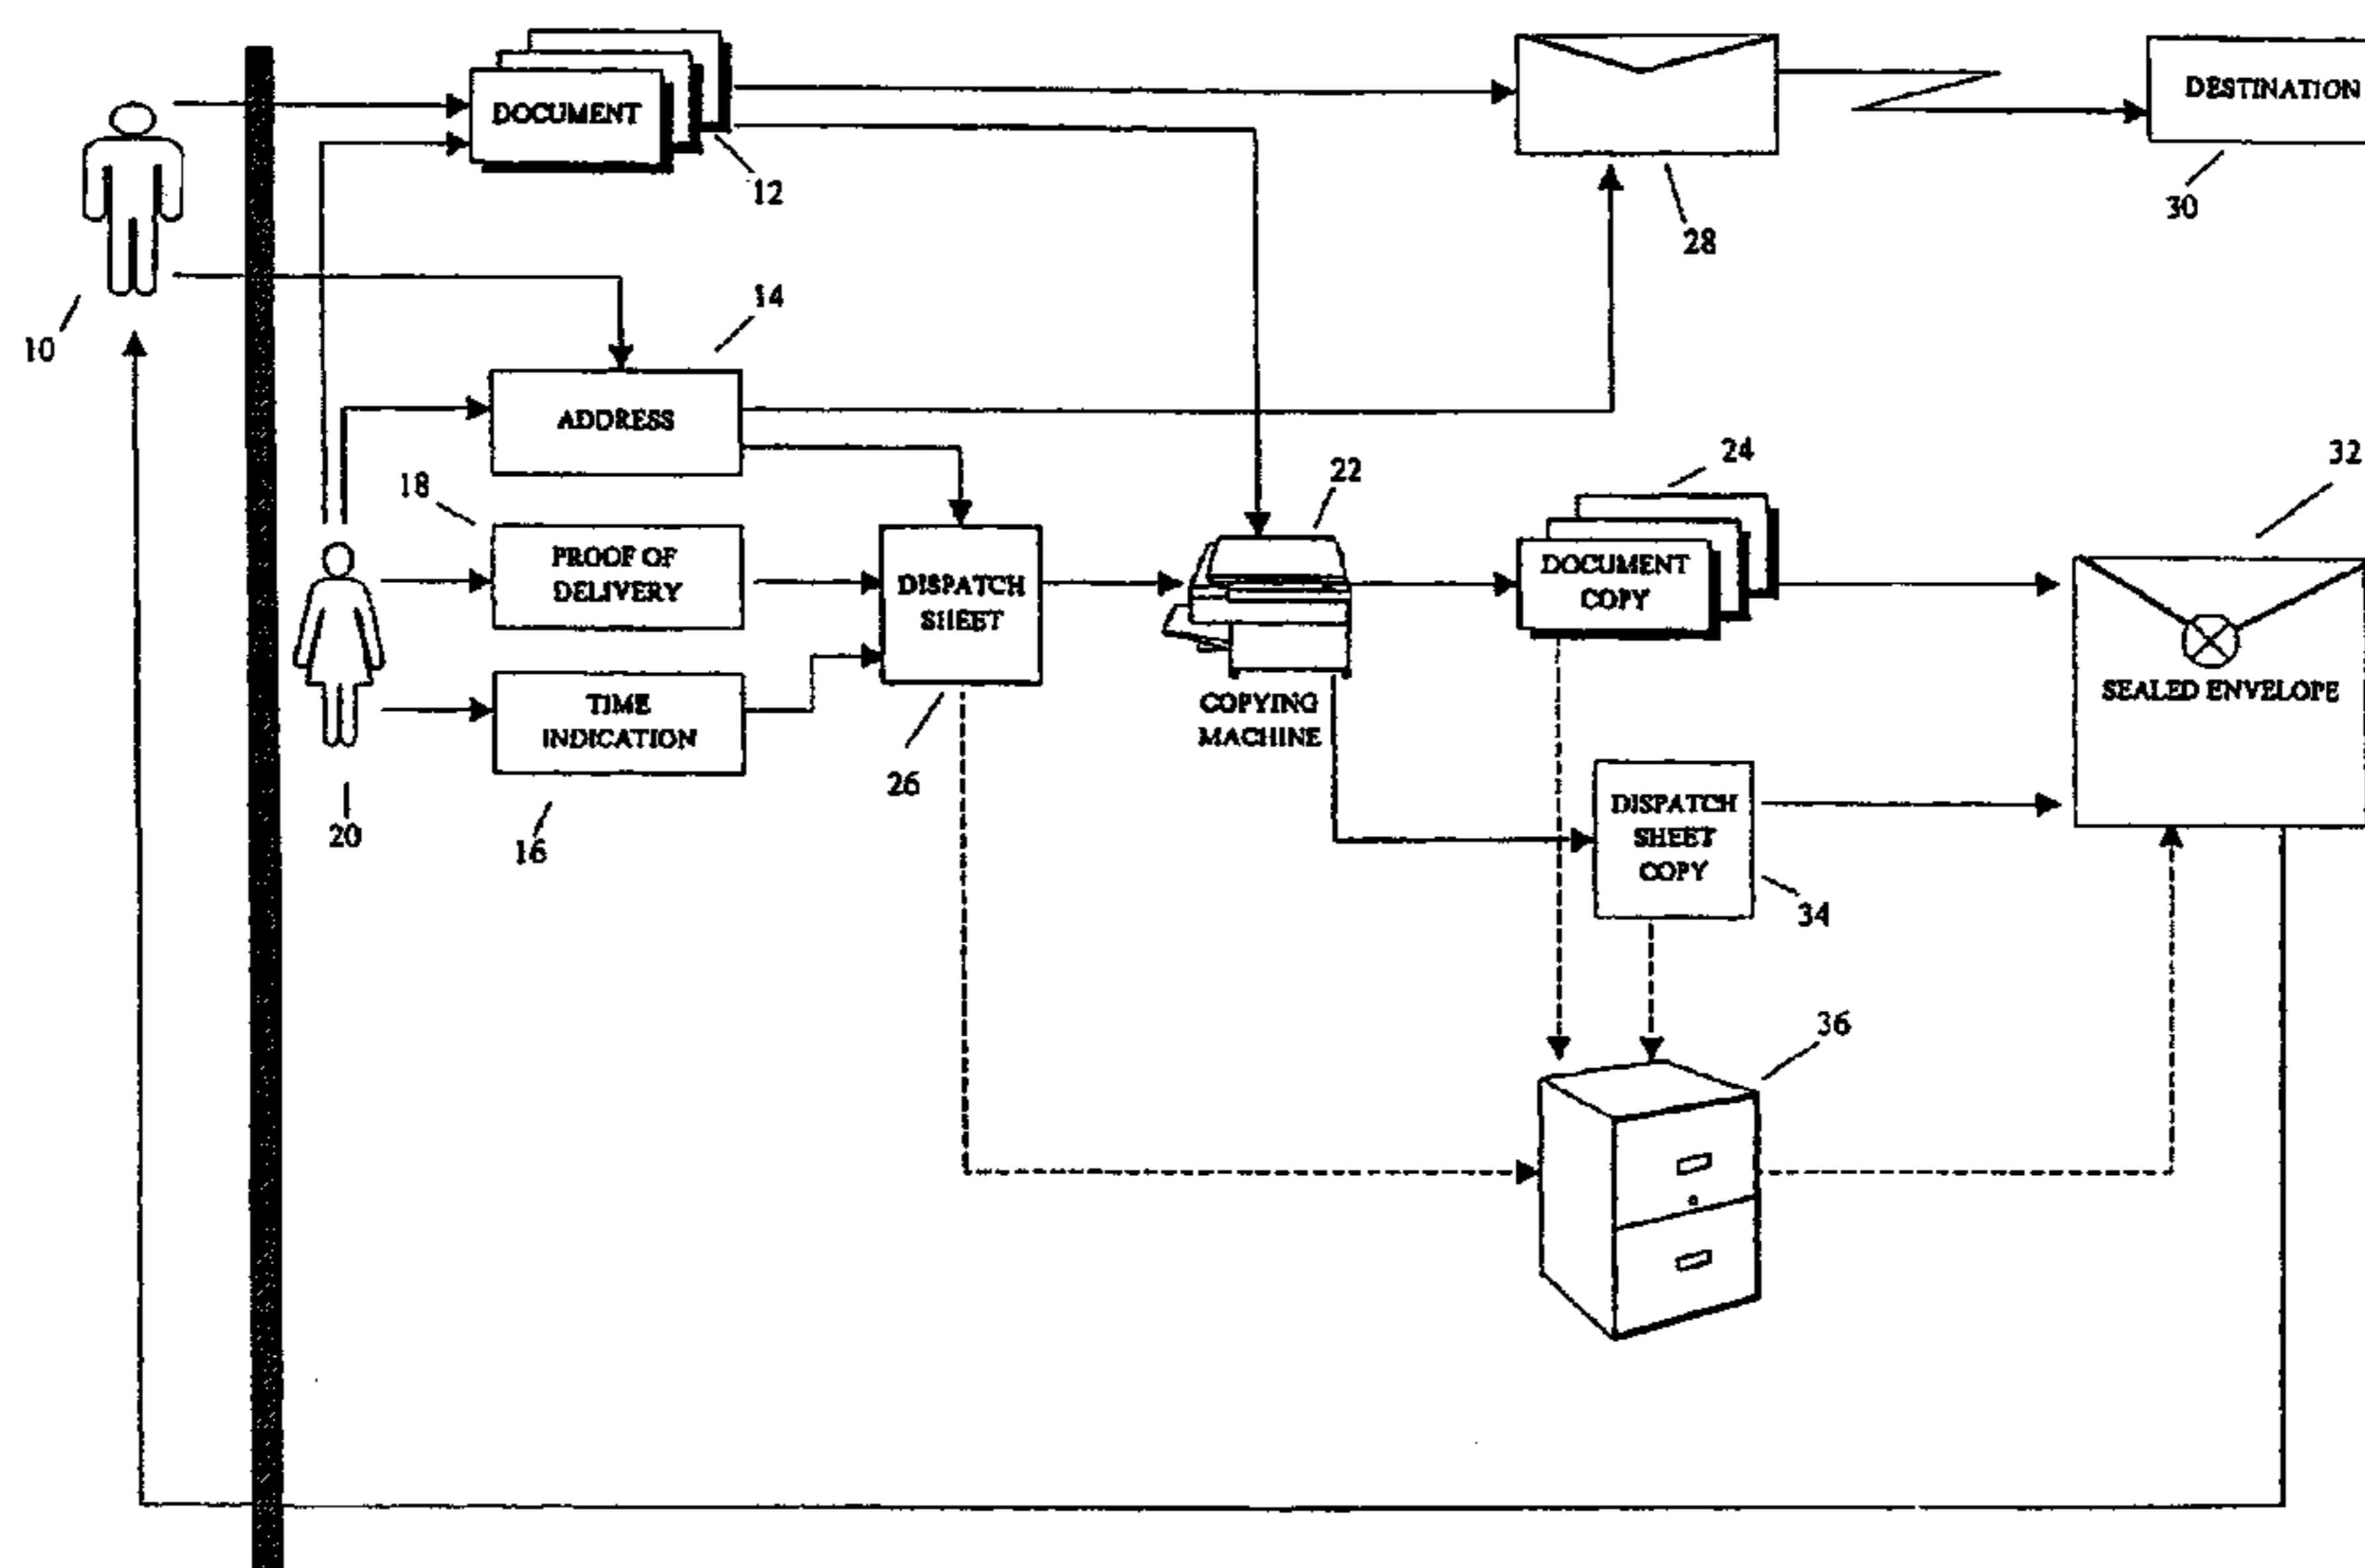 DOCUMENT
DESTINATION
12
30
28
14
10
ADDRESS
24
32
18
22
PROOF OF
DELIVERY
DISPATCH
SHEET
DOCUMENT
COPY
TIME
INDICATION
COPYING
MACHINE
SEALED ENVELOPE
26
20
16
DISPATCH
SHEET
COPY
34
36